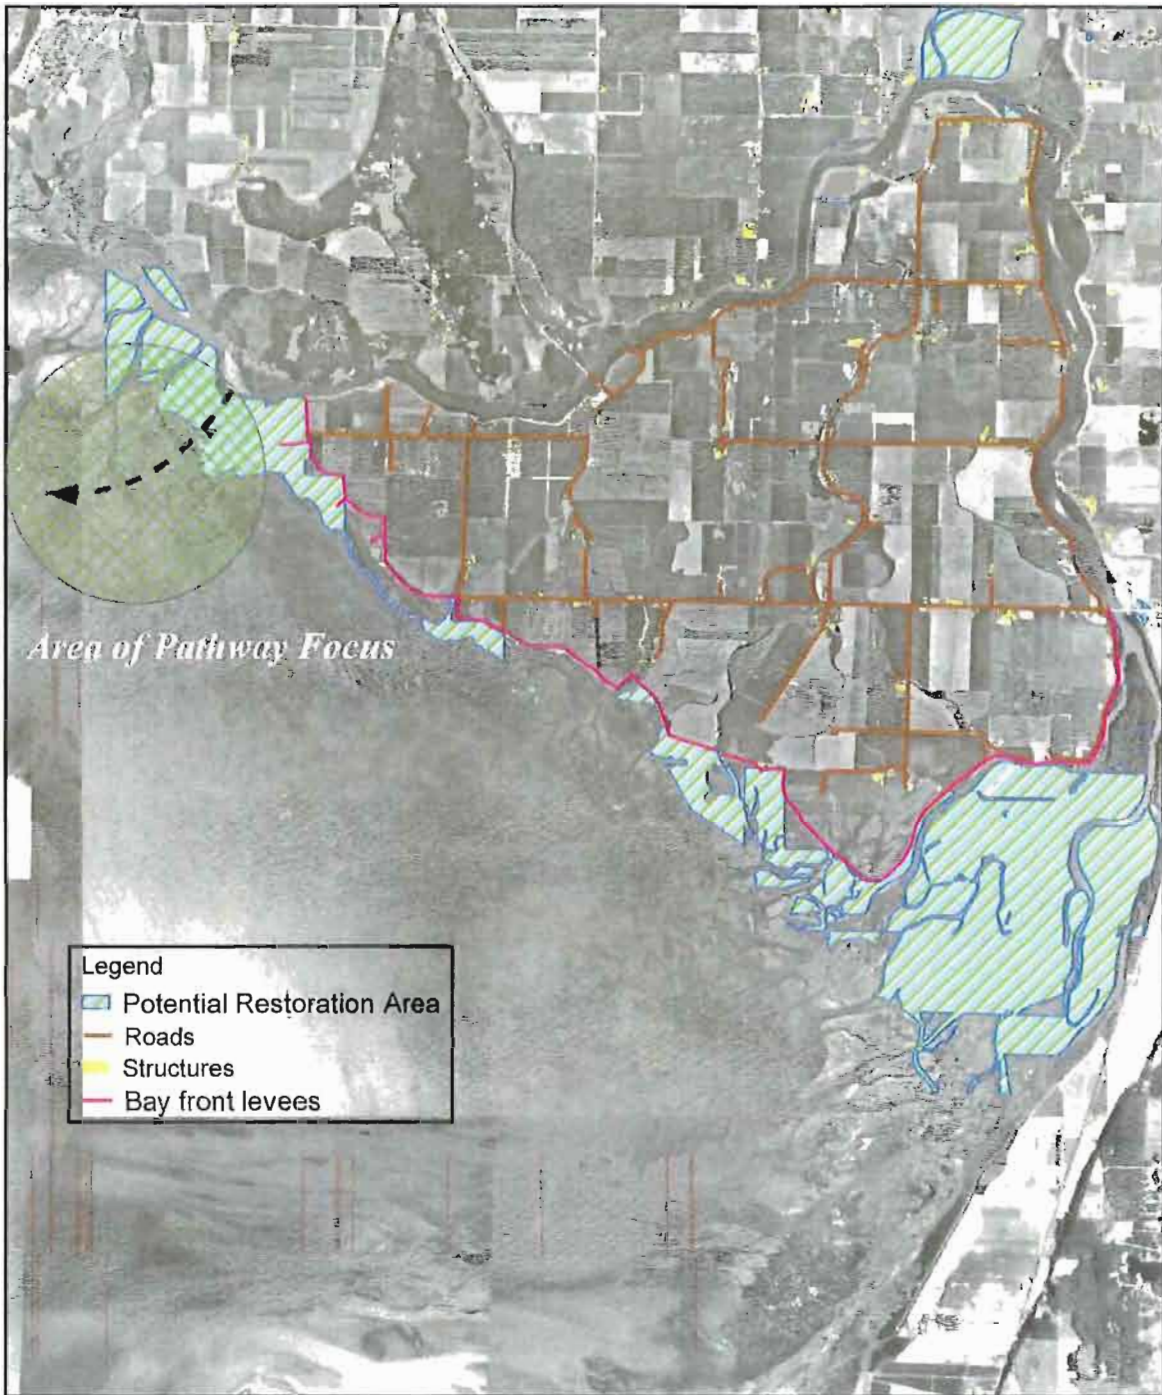 Area of Pathway Focus
Legend
Potential Restoration Area
Roads
Structures
Bay front levees